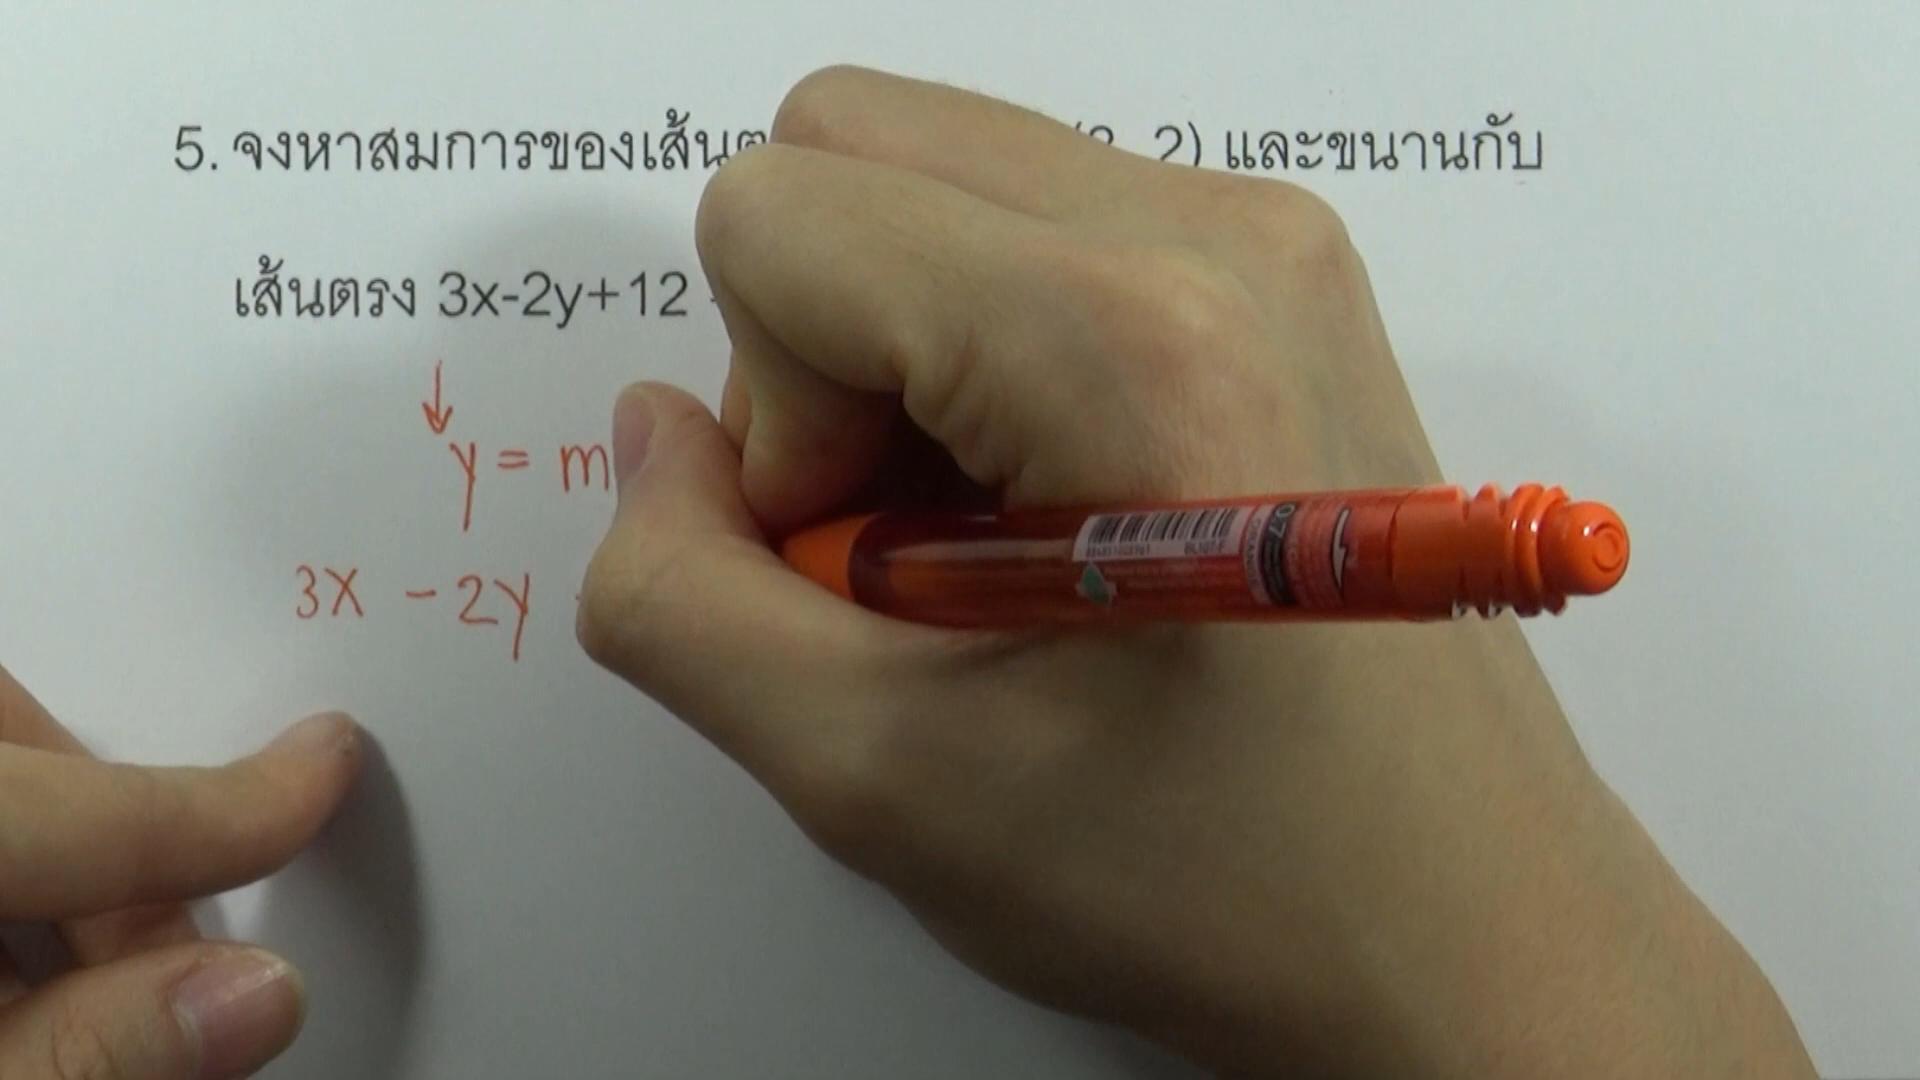 5. จงหาสมการของเส้นต 2) และขนานกับ
เส้นตรง 3x-2y+12
↓
y = m
3x - 2y
0.7